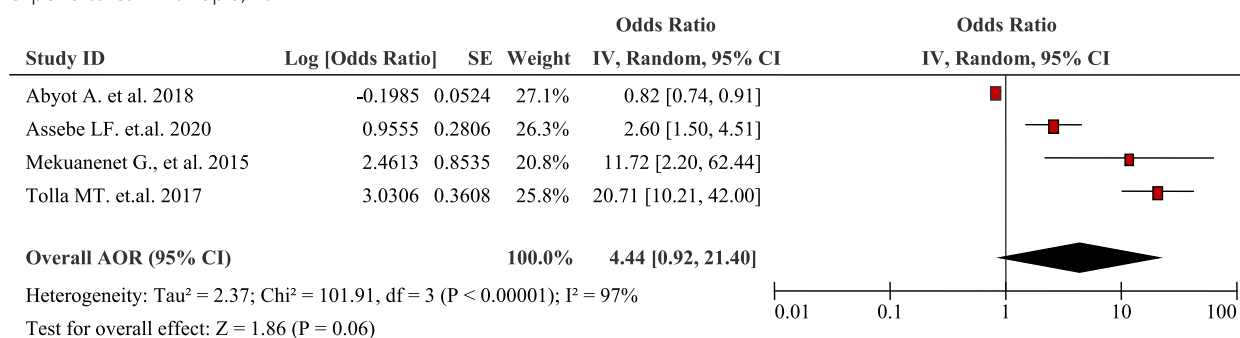 Odds Ratio Odds Ratio
Study ID Log [Odds Ratio] SE Weight IV, Random, 95% CI IV, Random, 95% CI
Abyot A. et al. 2018 -0.1985 0.0524 27.1% 0.82 [0.74, 0.91]
Assebe LF. et.al. 2020 0.9555 0.2806 26.3% 2.60 [1.50, 4.51]
Mekuanenet G., et al. 2015 2.4613 0.8535 20.8% 11.72 [2.20, 62.44]
Tolla MT. et.al. 2017 3.0306 0.3608 25.8% 20.71 [10.21, 42.00]
Overall AOR (95% CI) 100.0% 4.44 [0.92, 21.40]
Heterogeneity: Tau² = 2.37; Chi² = 101.91, df = 3 (P < 0.00001); I² = 97%
0.01 0.1 1 10 100
Test for overall effect: Z = 1.86 (P = 0.06)